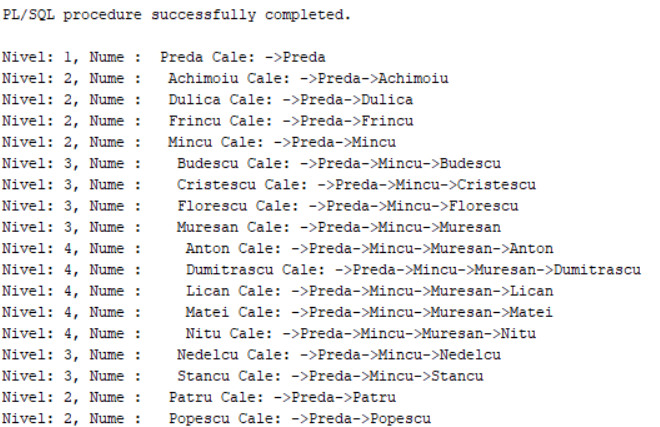 PL/SQL procedure successfully completed.

Nivel: 1, Nume :  Preda Cale: ->Preda
Nivel: 2, Nume :   Achimoiu Cale: ->Preda->Achimoiu
Nivel: 2, Nume :   Dulica Cale: ->Preda->Dulica
Nivel: 2, Nume :   Frincu Cale: ->Preda->Frincu
Nivel: 2, Nume :   Mincu Cale: ->Preda->Mincu
Nivel: 3, Nume :    Budescu Cale: ->Preda->Mincu->Budescu
Nivel: 3, Nume :    Cristescu Cale: ->Preda->Mincu->Cristescu
Nivel: 3, Nume :    Florescu Cale: ->Preda->Mincu->Florescu
Nivel: 3, Nume :    Muresan Cale: ->Preda->Mincu->Muresan
Nivel: 4, Nume :     Anton Cale: ->Preda->Mincu->Muresan->Anton
Nivel: 4, Nume :     Dumitrascu Cale: ->Preda->Mincu->Muresan->Dumitrascu
Nivel: 4, Nume :     Lican Cale: ->Preda->Mincu->Muresan->Lican
Nivel: 4, Nume :     Matei Cale: ->Preda->Mincu->Muresan->Matei
Nivel: 4, Nume :     Nitu Cale: ->Preda->Mincu->Muresan->Nitu
Nivel: 3, Nume :    Nedelcu Cale: ->Preda->Mincu->Nedelcu
Nivel: 3, Nume :    Stancu Cale: ->Preda->Mincu->Stancu
Nivel: 2, Nume :   Patru Cale: ->Preda->Patru
Nivel: 2, Nume :   Popescu Cale: ->Preda->Popescu